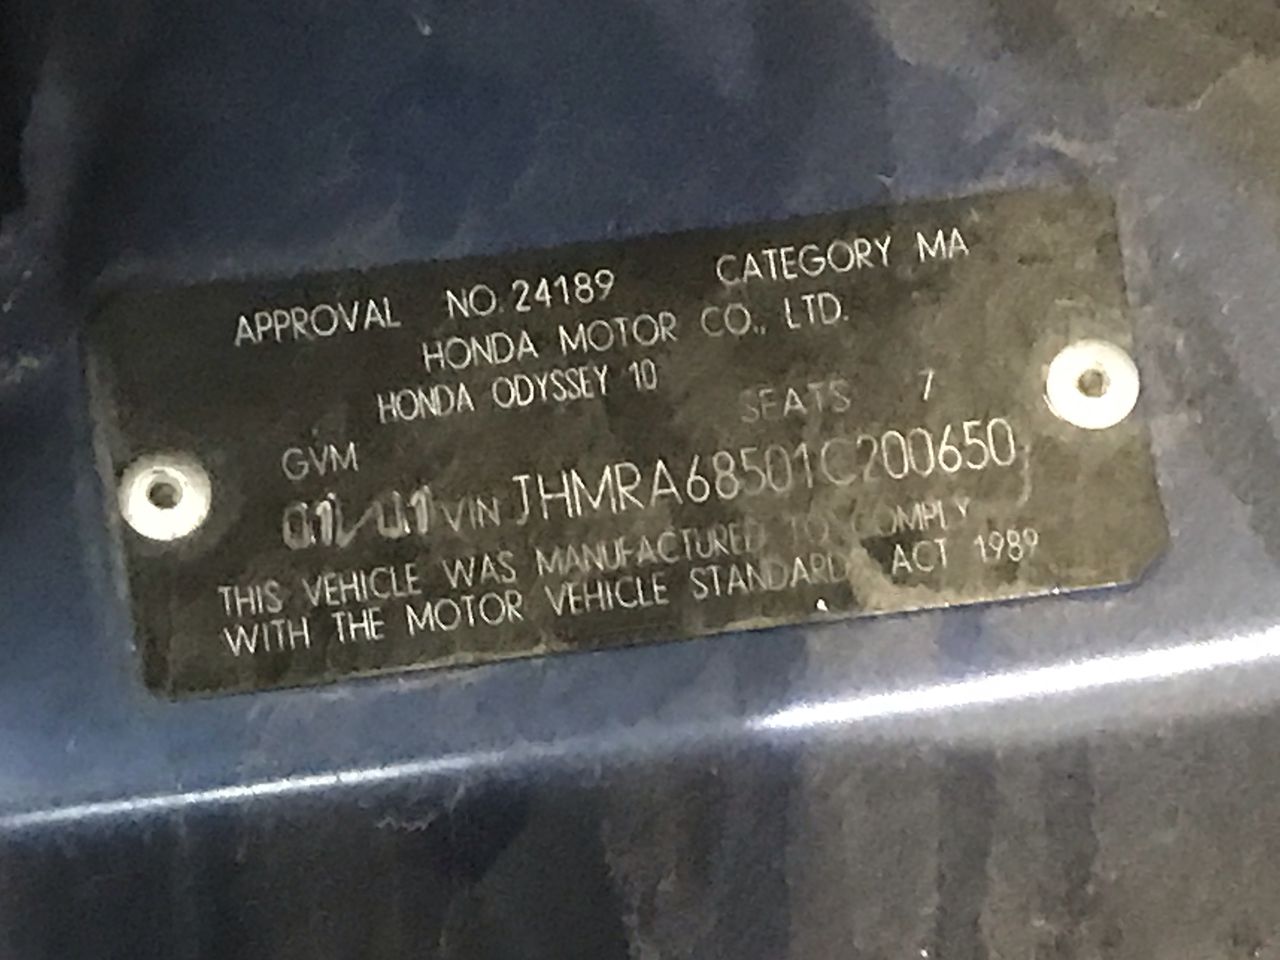 APPROVAL NO. 24189 CATEGORY MA
HONDA MOTOR CO., LTD.
HONDA ODYSSEY 10
GVM SEATS 7
01/01 VIN JHMRA68501C200650
THIS VEHICLE WAS MANUFACTURED TO COMPLY
WITH THE MOTOR VEHICLE STANDARDS ACT 1989